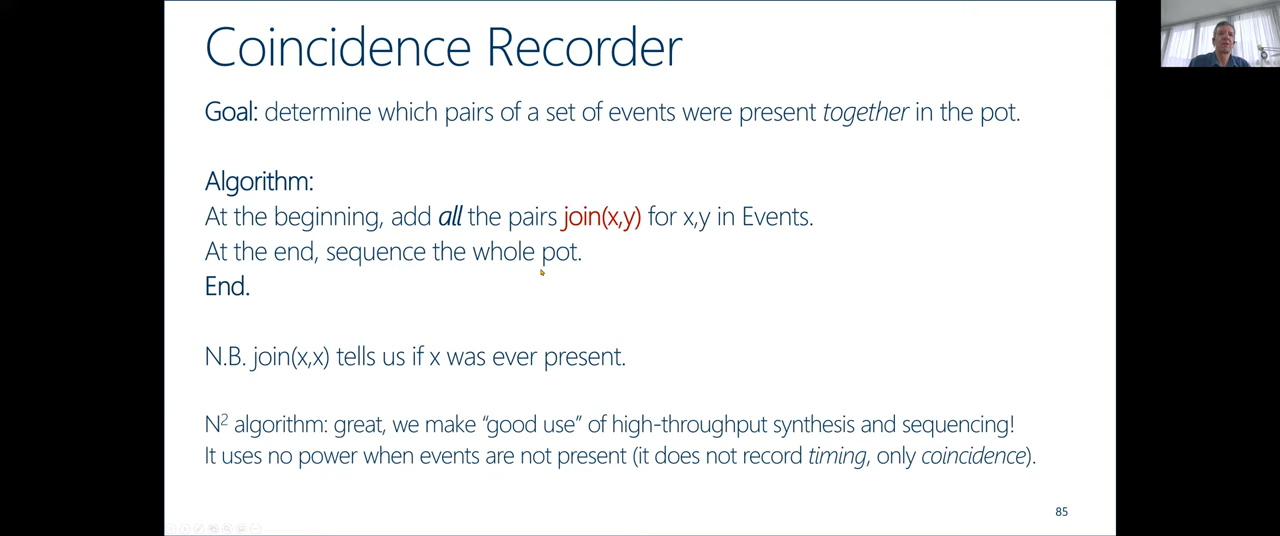 Coincidence Recorder
Goal: determine which pairs of a set of events were present together in the pot.
Algorithm:
At the beginning, add all the pairs join(x,y) for x,y in Events.
At the end, sequence the whole pot.
End.
N.B. join(x,x) tells us if x was ever present.
N² algorithm: great, we make “good use” of high-throughput synthesis and sequencing!
It uses no power when events are not present (it does not record timing, only coincidence).
85